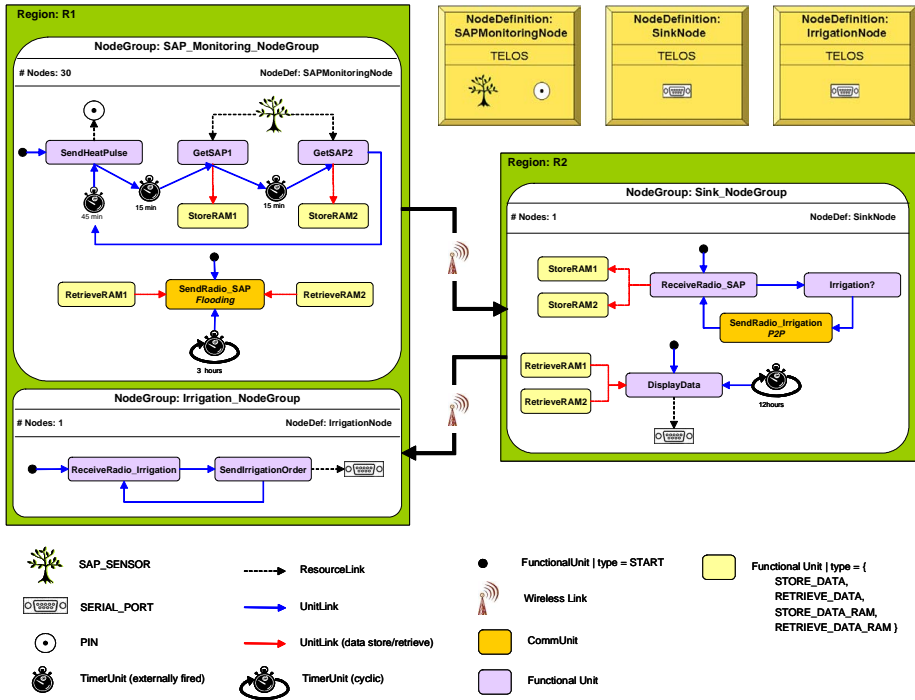 Region: R1
NodeGroup: SAP_Monitoring_NodeGroup
# Nodes: 30
NodeDef: SAPMonitoringNode
PIN
SendHeatPulse
GetSAP1
GetSAP2
45 min
15 min
15 min
StoreRAM1
StoreRAM2
RetrieveRAM1
SendRadio_SAP
Flooding
RetrieveRAM2
3 hours
NodeGroup: Irrigation_NodeGroup
# Nodes: 1
NodeDef: IrrigationNode
ReceiveRadio_Irrigation
SendIrrigationOrder
NodeDefinition:
SAPMonitoringNode
TELOS
NodeDefinition:
SinkNode
TELOS
NodeDefinition:
IrrigationNode
TELOS
Region: R2
NodeGroup: Sink_NodeGroup
# Nodes: 1
NodeDef: SinkNode
StoreRAM1
StoreRAM2
ReceiveRadio_SAP
Irrigation?
SendRadio_Irrigation
P2P
RetrieveRAM1
RetrieveRAM2
DisplayData
12hours
SAP_SENSOR
SERIAL_PORT
PIN
TimerUnit (externally fired)
ResourceLink
UnitLink
UnitLink (data store/retrieve)
TimerUnit (cyclic)
FunctionalUnit | type = START
Wireless Link
CommUnit
Functional Unit
Functional Unit | type = {
STORE_DATA,
RETRIEVE_DATA,
STORE_DATA_RAM,
RETRIEVE_DATA_RAM }